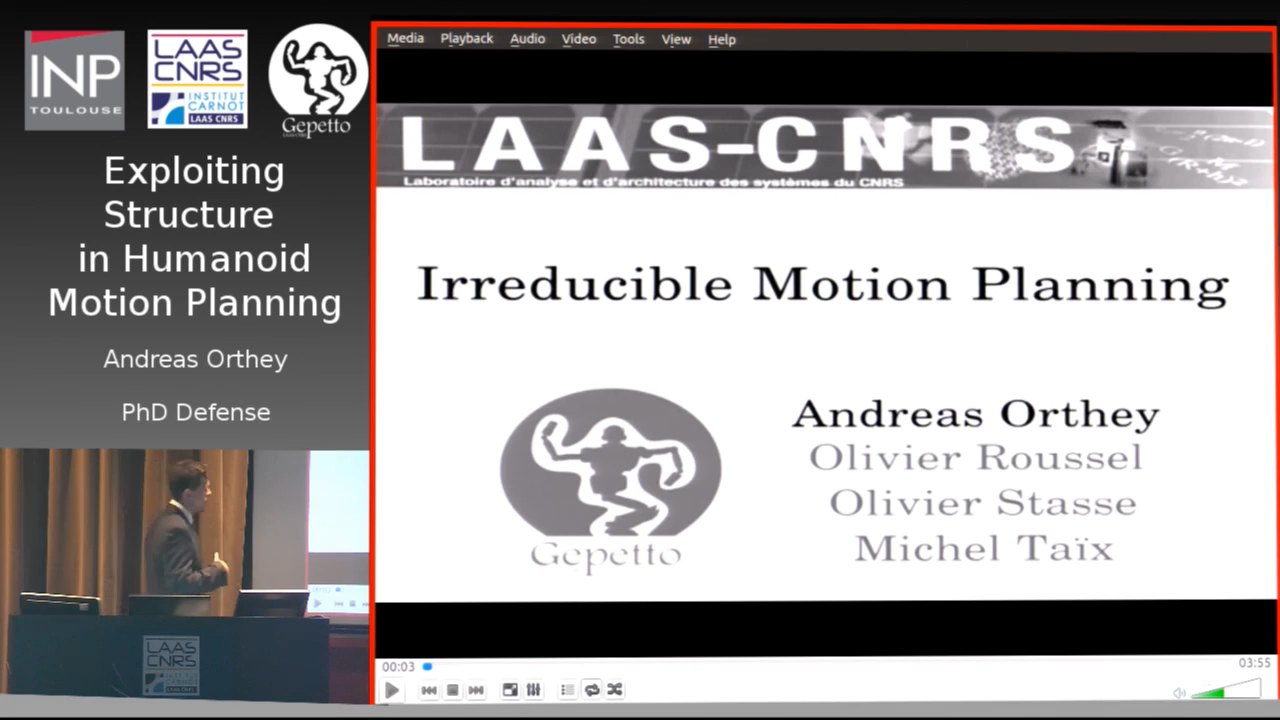 INP
TOULOUSE
LAAS
CNRS
INSTITUT
CARNOT
LAAS CNRS
Gepetto
Exploiting
Structure
in Humanoid
Motion Planning
Andreas Orthey
PhD Defense
LAAS
CNRS
Media Playback Audio Video Tools View Help
LAAS-CNRS
Laboratoire d'analyse et d'architecture des systèmes du CNRS
Irreducible Motion Planning
Gepetto
Andreas Orthey
Olivier Roussel
Olivier Stasse
Michel Taïx
00:03
03:55